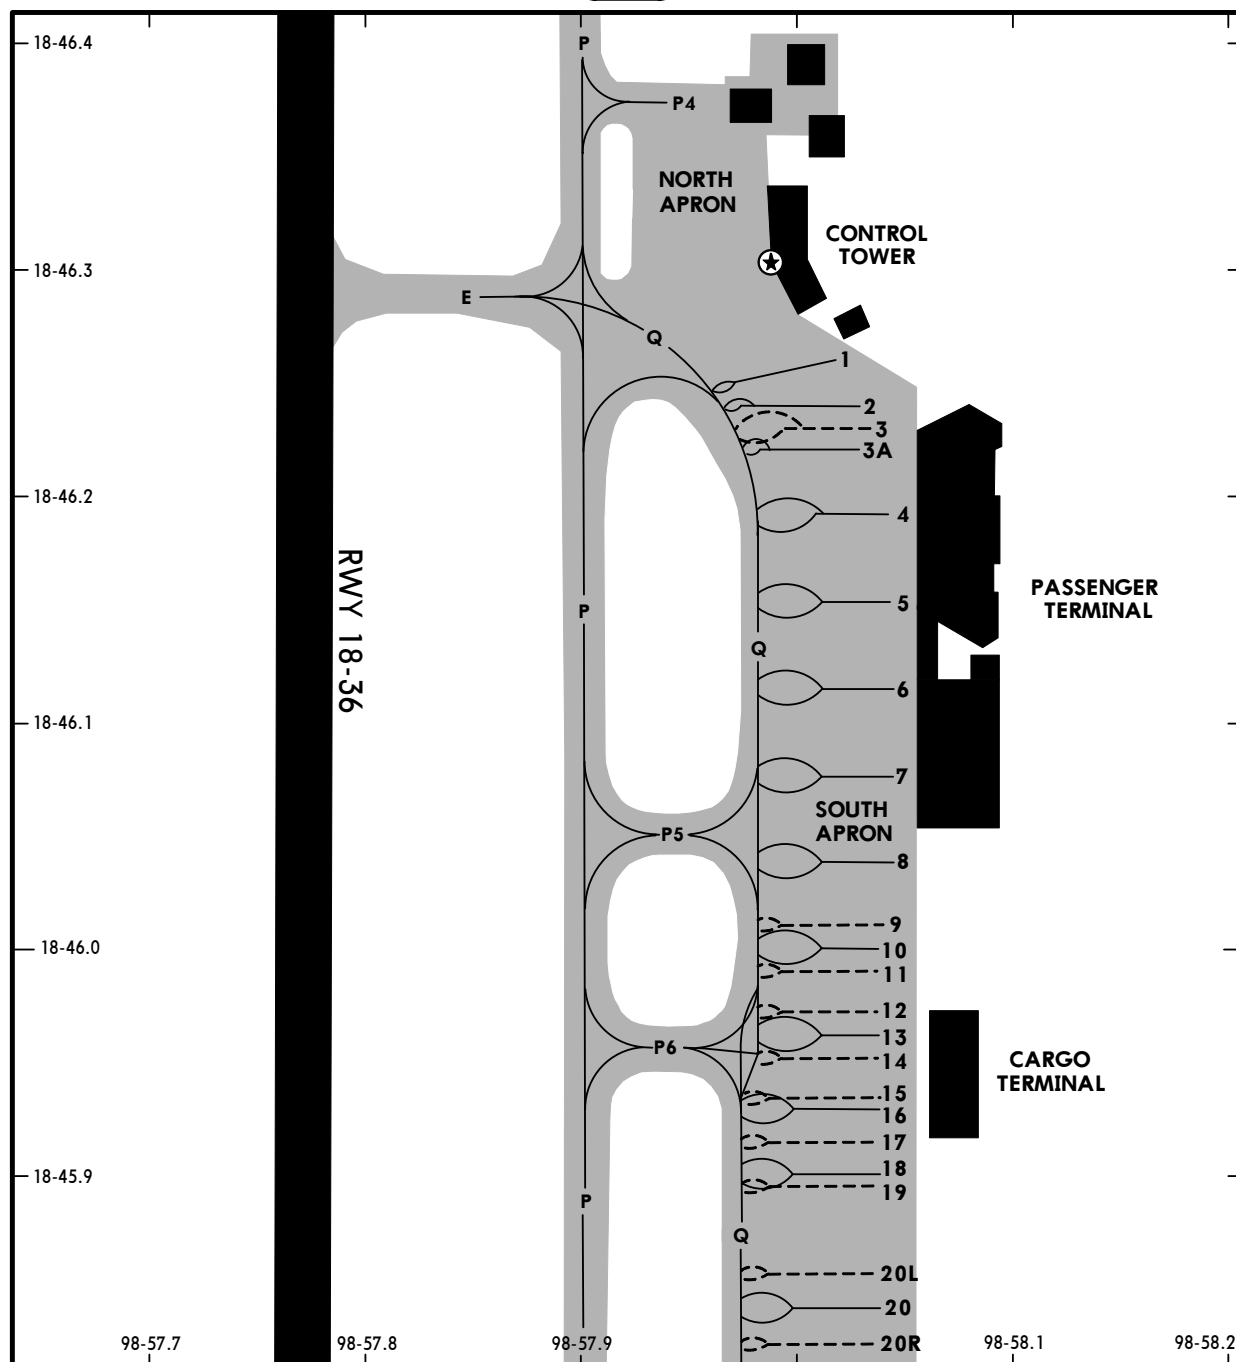 18-46.4
P
P4
NORTH
APRON
CONTROL
TOWER
18-46.3
E
Q
1
2
3
3A
18-46.2
4
RWY 18-36
5
P
PASSENGER
TERMINAL
Q
6
18-46.1
7
SOUTH
APRON
P5
8
9
18-46.0
10
11
12
13
P6
14
CARGO
TERMINAL
15
16
17
18
18-45.9
19
P
Q
20L
20
20R
98-57.7
98-57.8
98-57.9
98-58.1
98-58.2